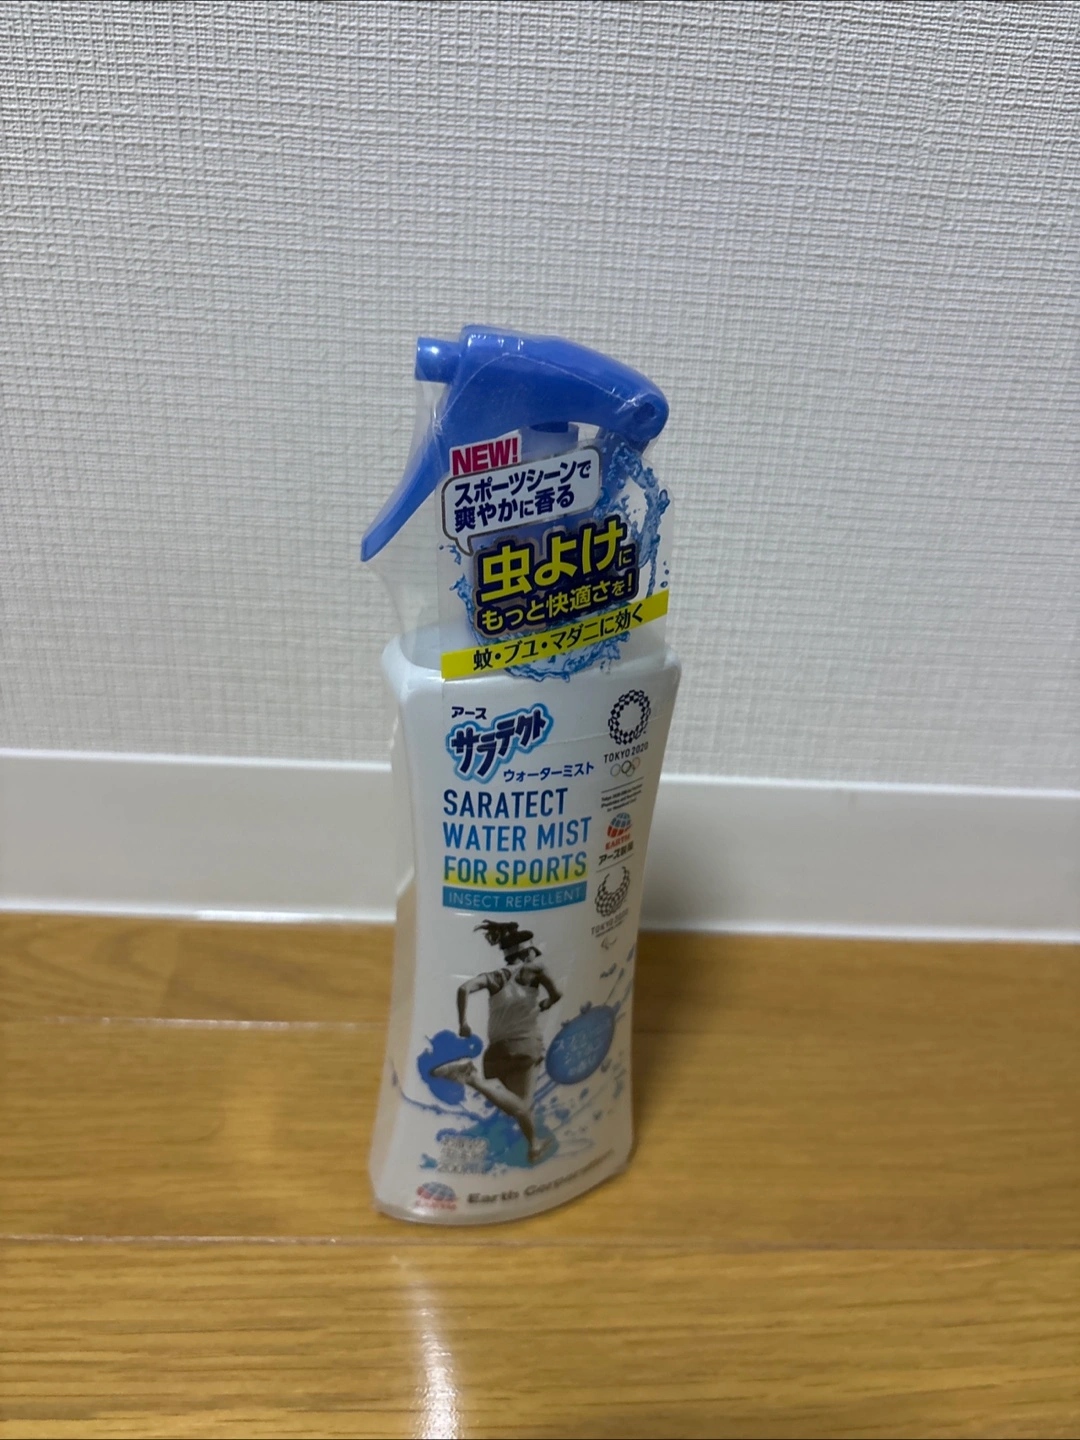 NEW!
スポーツシーンで
爽やかに香る
虫よけに
もっと快適さを!
蚊・ブユ・マダニに効く
アース
サラテクト
ウォーターミスト
SARATECT
WATER MIST
FOR SPORTS
INSECT REPELLENT
TOKYO 2020
EARTH
アース製薬
TOKYO 2020
Earth Corporation